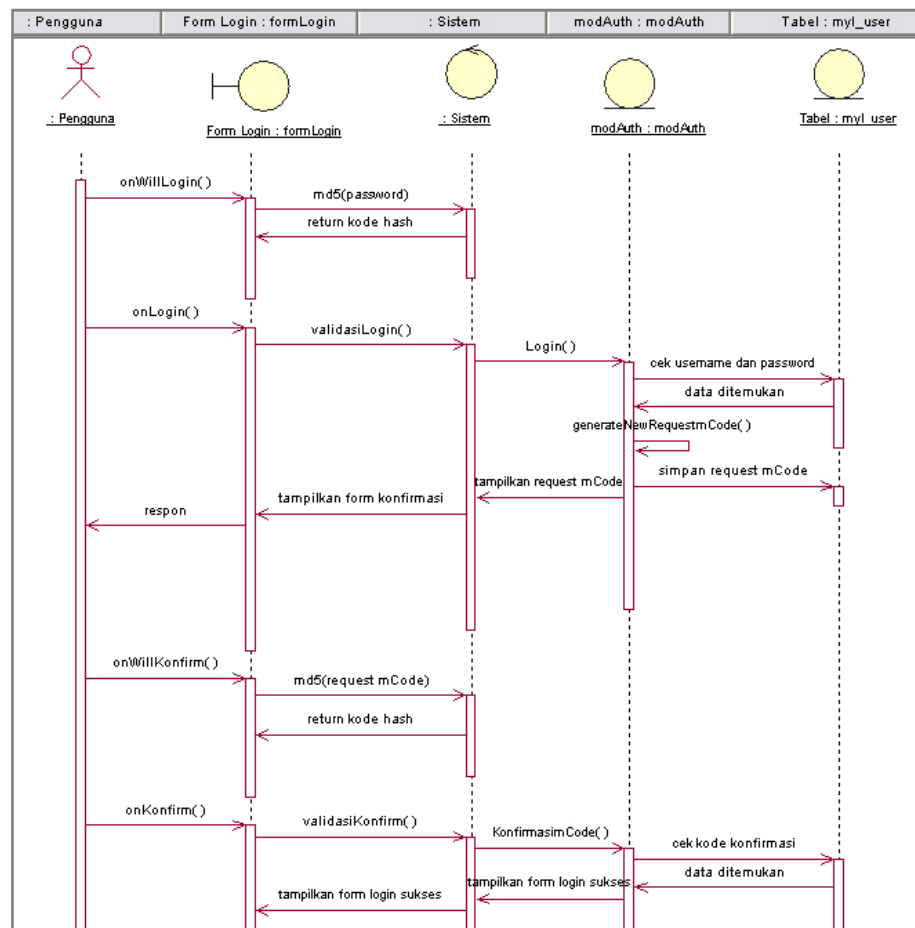 : Pengguna
Form Login : formLogin
: Sistem
modAuth : modAuth
Tabel : myl_user
: Pengguna
Form Login : formLogin
: Sistem
modAuth : modAuth
Tabel : myl_user
onWillLogin( )
md5(password)
return kode hash
onLogin( )
validasiLogin( )
Login( )
cek username dan password
data ditemukan
generateNewRequestmCode( )
simpan request mCode
tampilkan request mCode
tampilkan form konfirmasi
respon
onWillKonfirm( )
md5(request mCode)
return kode hash
onKonfirm( )
validasiKonfirm( )
KonfirmasimCode( )
cek kode konfirmasi
data ditemukan
tampilkan form login sukses
tampilkan form login sukses